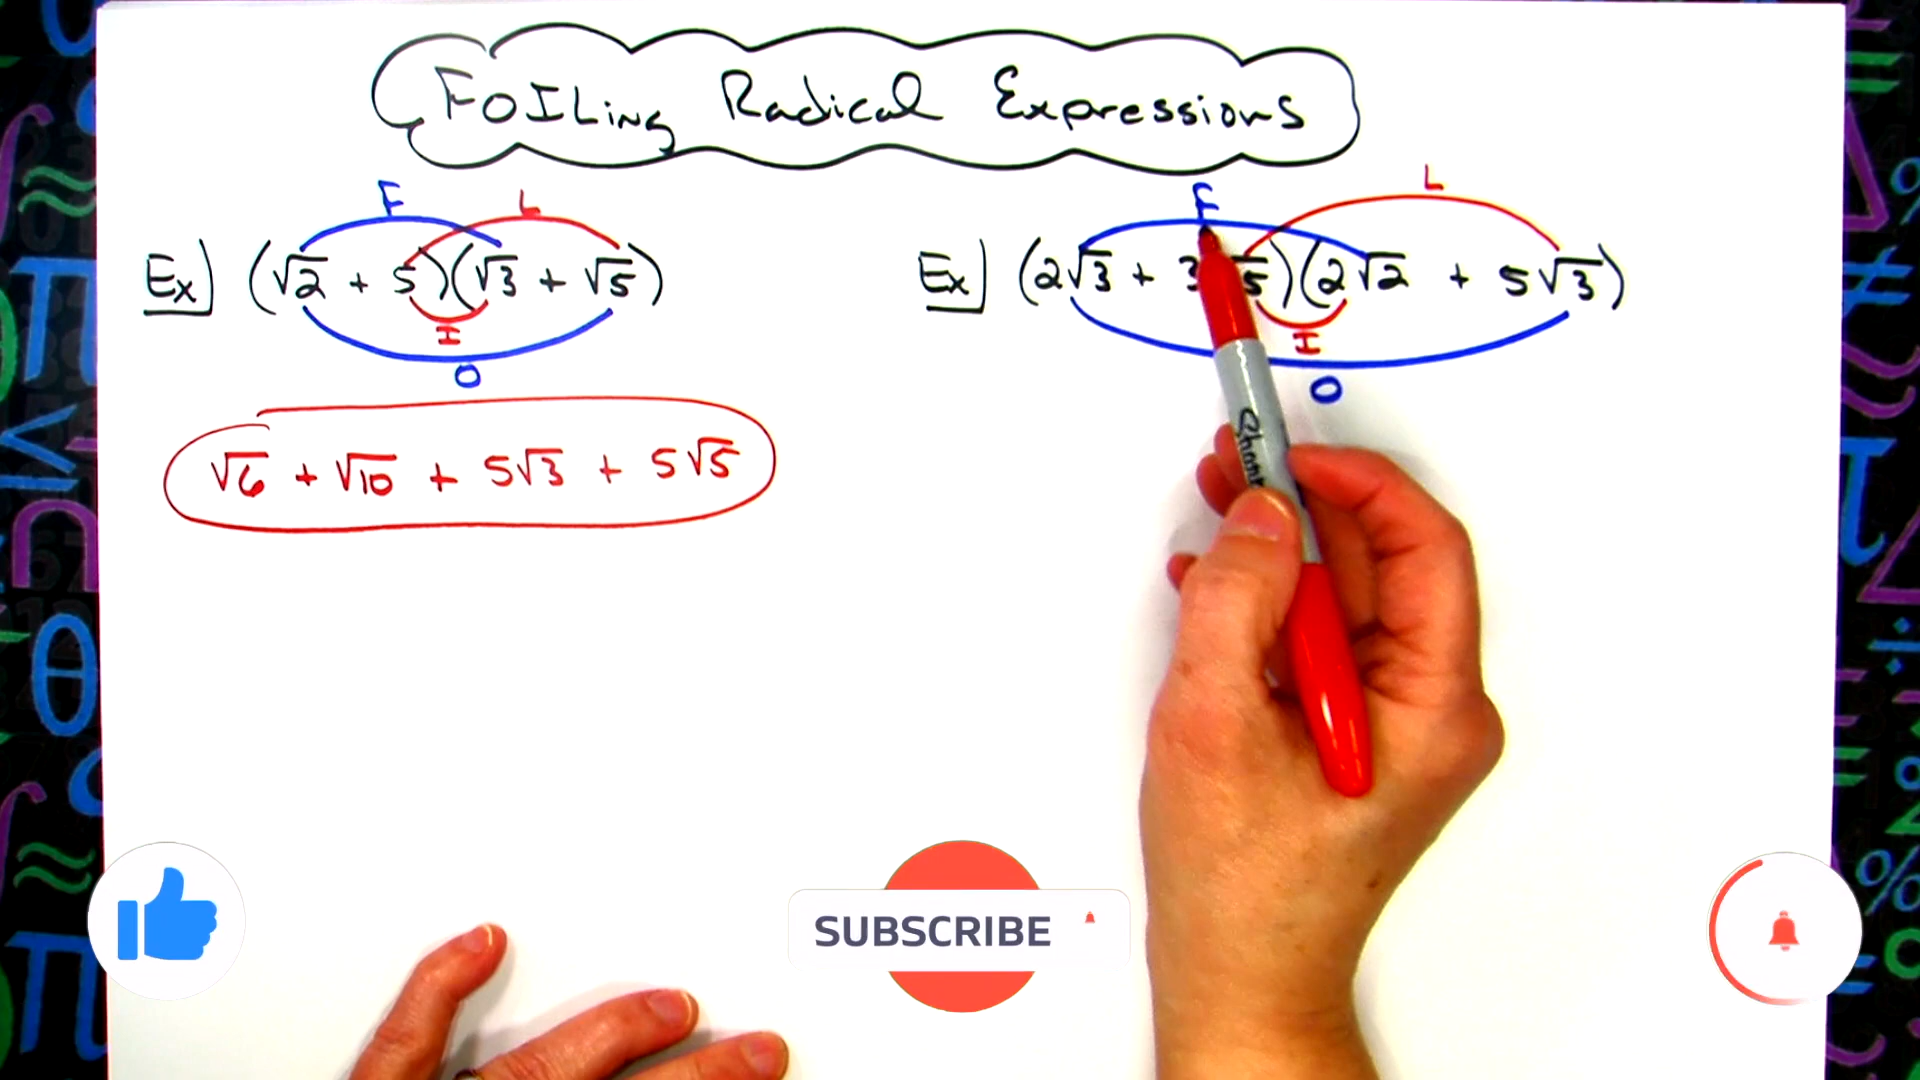 FOILing Radical Expressions
F L
Ex] (√2 + 5)(√3 + √5)
I
O
√6 + √10 + 5√3 + 5√5
F L
Ex] (2√3 + 3√5)(2√2 + 5√3)
I
O
SUBSCRIBE